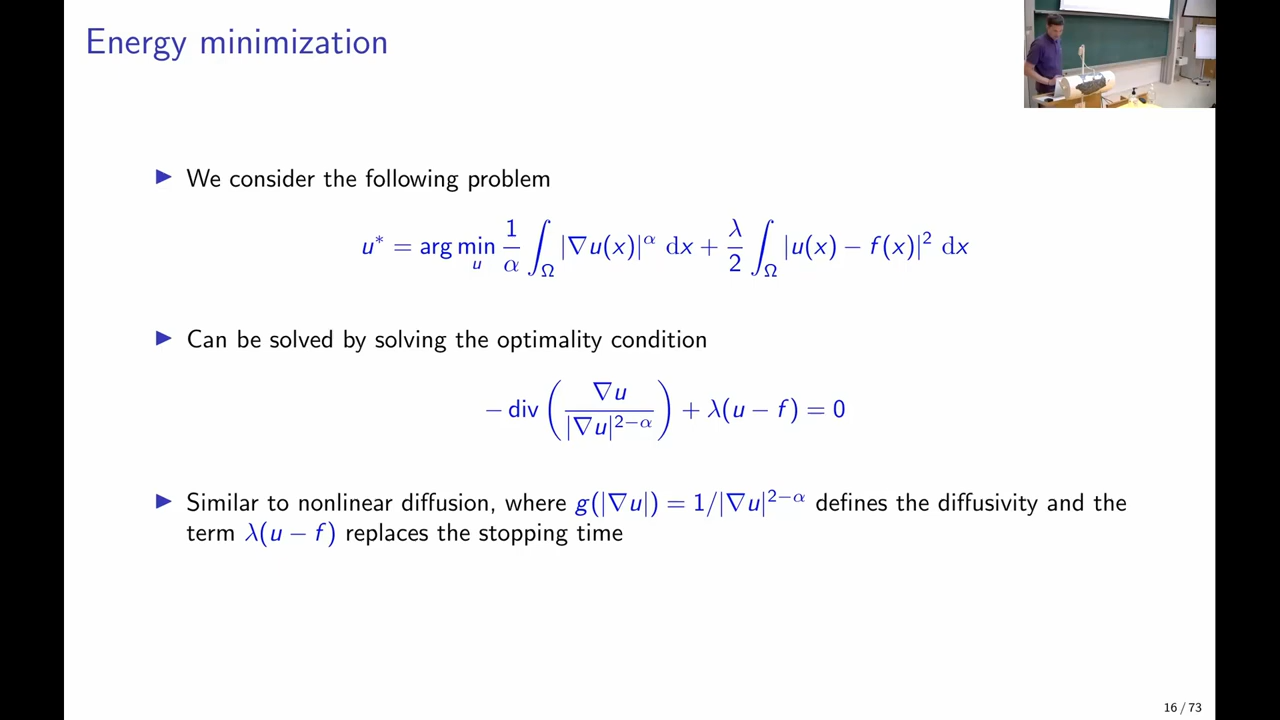 Energy minimization
▶ We consider the following problem
u* = arg min_u 1/α ∫_Ω |∇u(x)|^α dx + λ/2 ∫_Ω |u(x) − f(x)|² dx
▶ Can be solved by solving the optimality condition
− div (∇u / |∇u|^{2−α}) + λ(u − f) = 0
▶ Similar to nonlinear diffusion, where g(|∇u|) = 1/|∇u|^{2−α} defines the diffusivity and the
term λ(u − f) replaces the stopping time
16 / 73